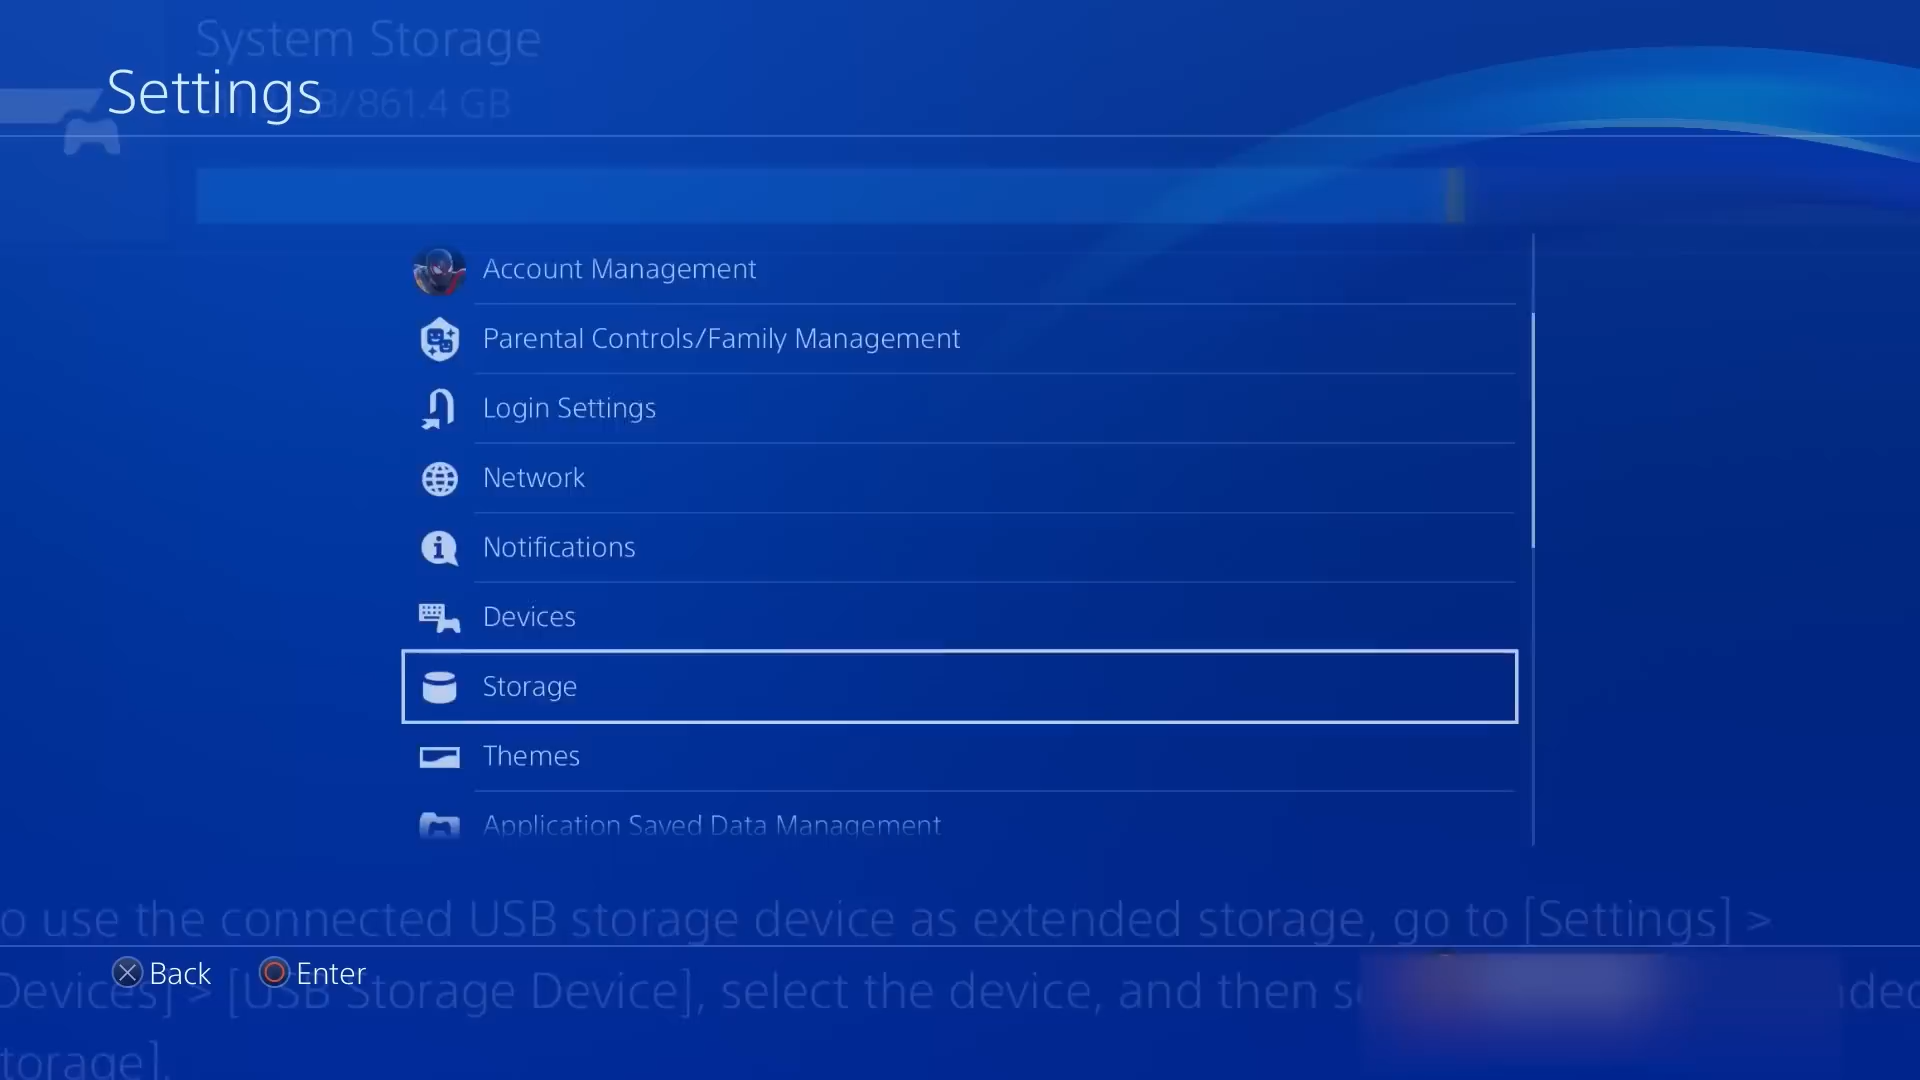 System Storage
Settings
/861.4 GB
Account Management
Parental Controls/Family Management
Login Settings
Network
Notifications
Devices
Storage
Themes
Application Saved Data Management
o use the connected USB storage device as extended storage, go to [Settings] >
Back
Enter
Devices] > [USB Storage Device], select the device, and then
torage].